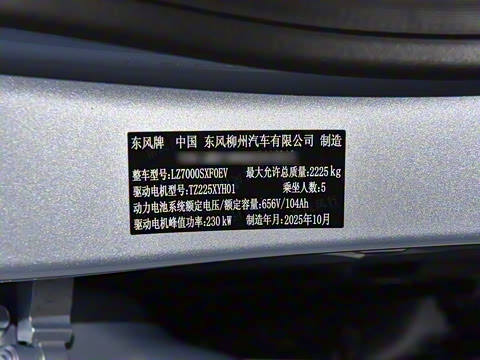 东风牌 中国 东风柳州汽车有限公司 制造
整车型号:LZ7000SXF0EV 最大允许总质量:2225kg
驱动电机型号:TZ225XYH01 乘坐人数:5
动力电池系统额定电压/额定容量:656V/104Ah
驱动电机峰值功率:230kW 制造年月:2025年10月